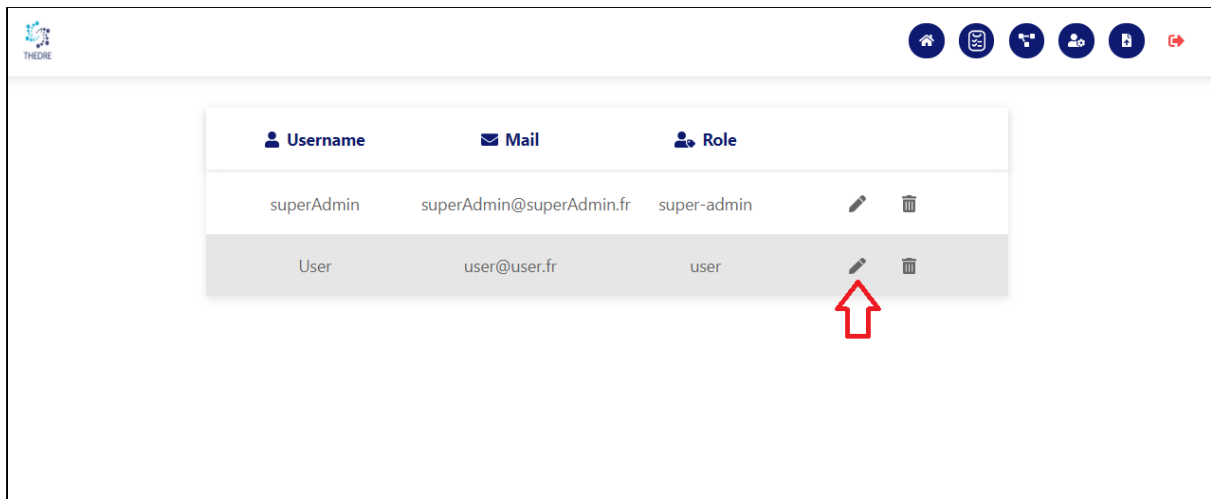 THEDRE
Username Mail Role
superAdmin superAdmin@superAdmin.fr super-admin
User user@user.fr user